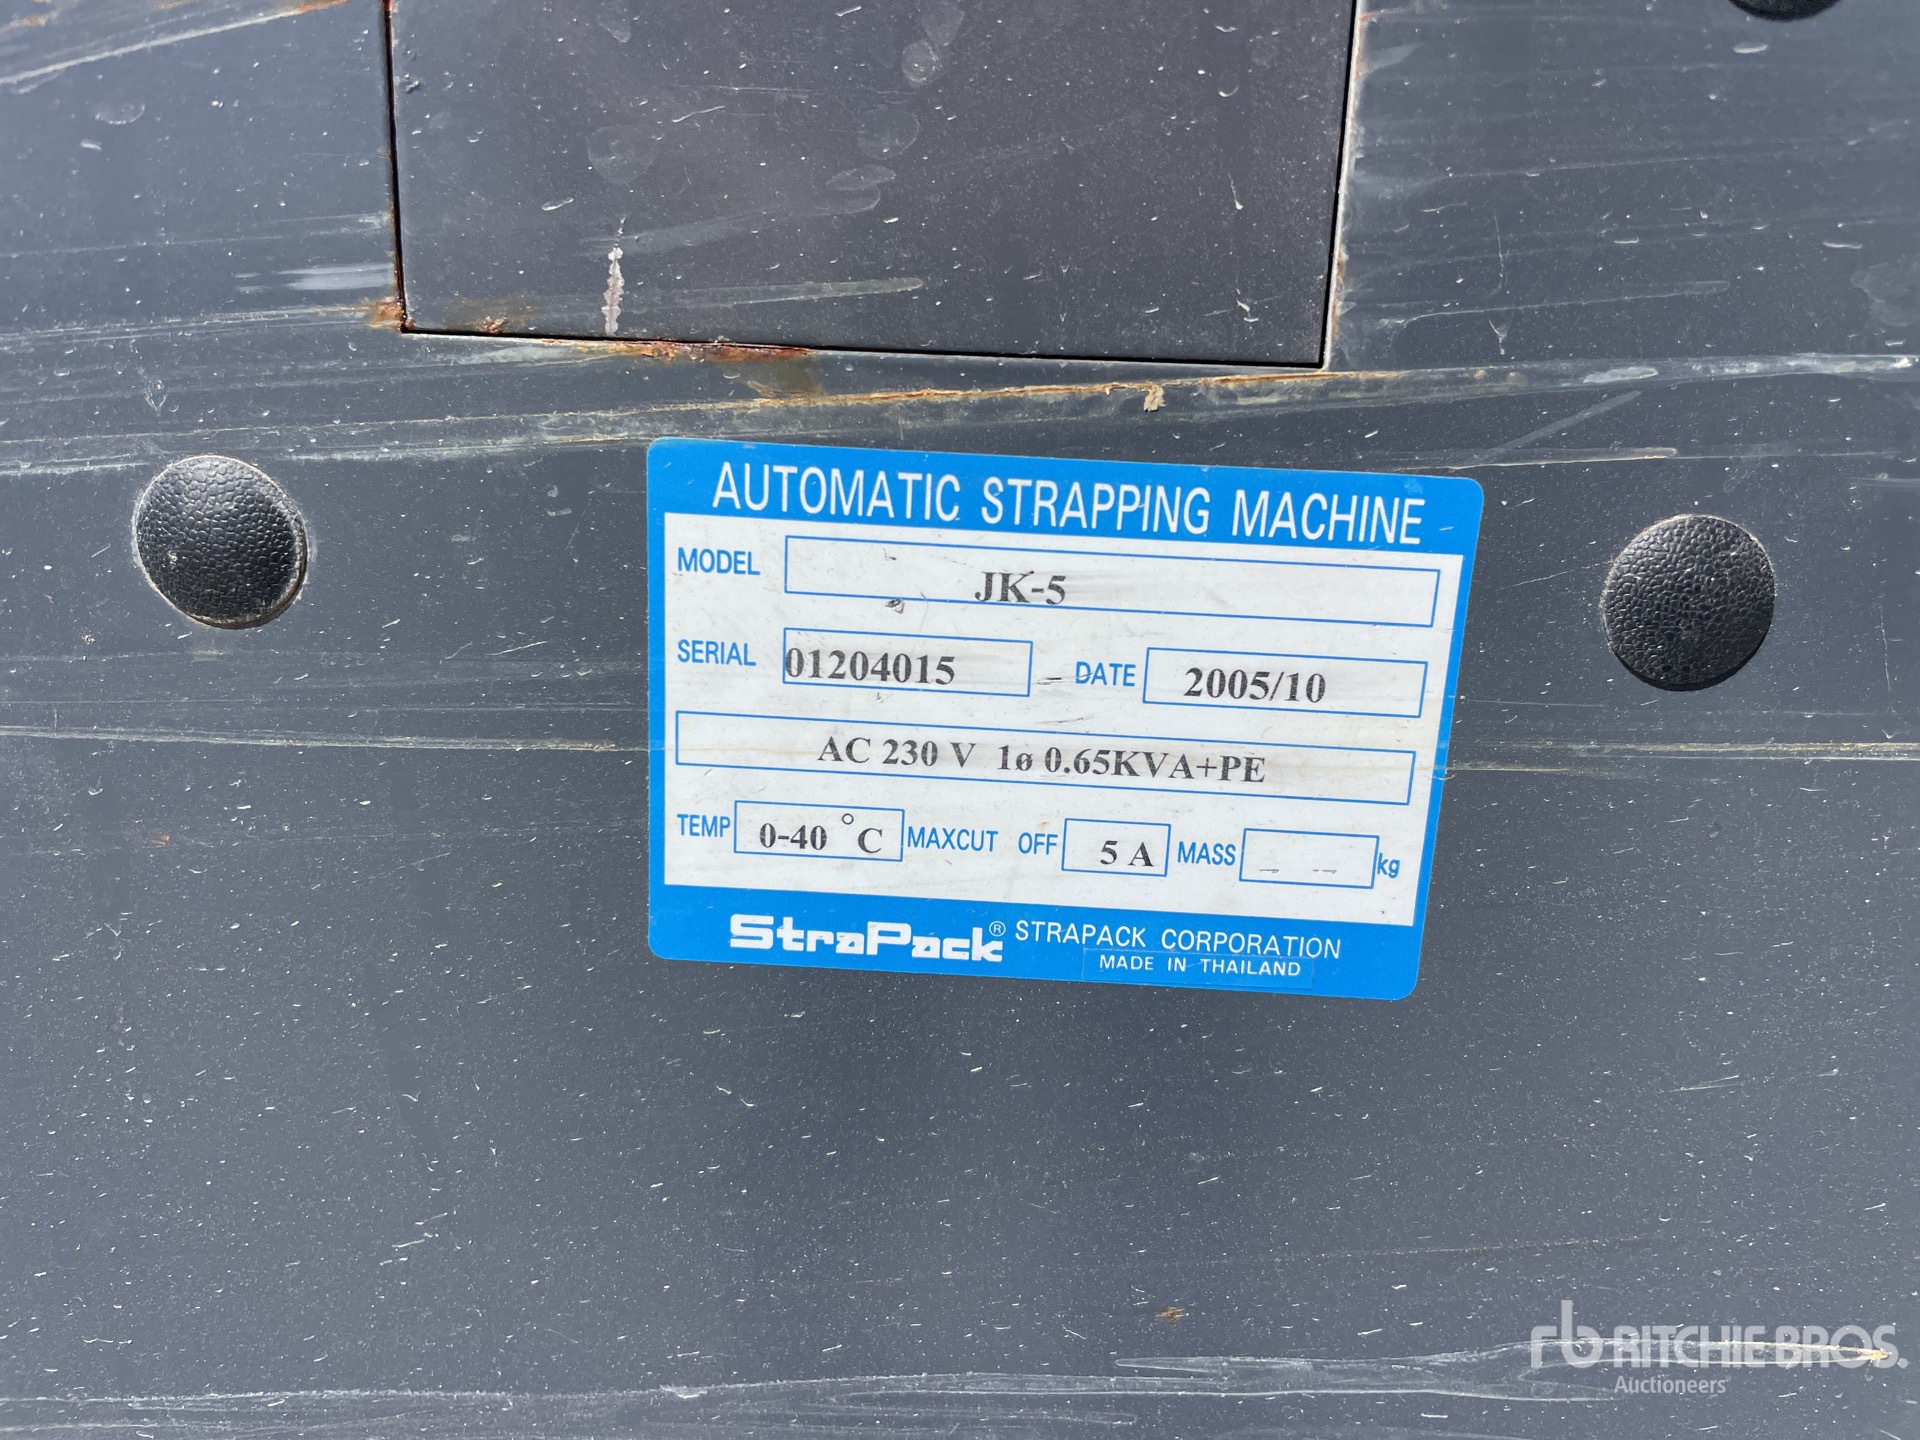 AUTOMATIC STRAPPING MACHINE
MODEL JK-5
SERIAL 01204015 DATE 2005/10
AC 230 V 1ø 0.65KVA+PE
TEMP 0-40 °C MAXCUT OFF 5 A MASS - -- kg
StraPack® STRAPACK CORPORATION
MADE IN THAILAND
rb RITCHIE BROS.
Auctioneers